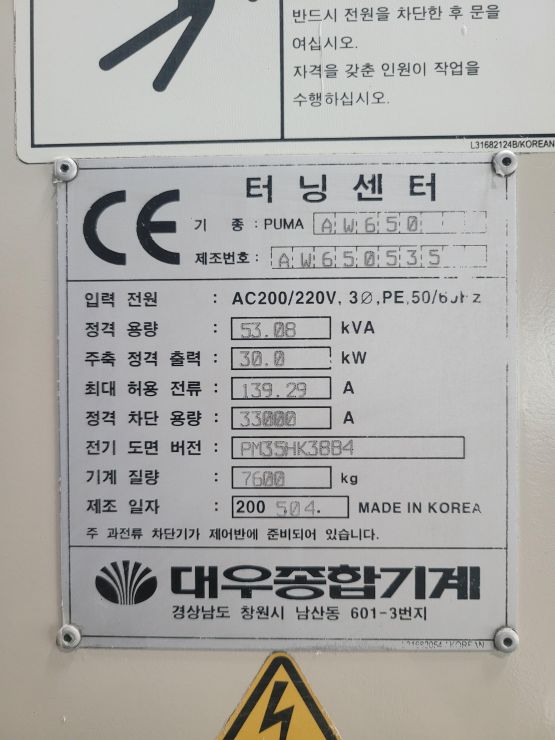 반드시 전원을 차단한 후 문을
여십시오.
자격을 갖춘 인원이 작업을
수행하십시오.
L31682124B/KOREAN
CE
터닝센터
기 종 : PUMA AW650
제조번호 : AW650535
입력 전원 : AC200/220V, 3∅,PE,50/60Hz
정격 용량 : 53.08 kVA
주축 정격 출력 : 30.0 kW
최대 허용 전류 : 139.29 A
정격 차단 용량 : 33000 A
전기 도면 버전 : PM35HK38B4
기계 질량 : 7600 kg
제조 일자 : 200 504. MADE IN KOREA
주 과전류 차단기가 제어반에 준비되어 있습니다.
대우종합기계
경상남도 창원시 남산동 601-3번지